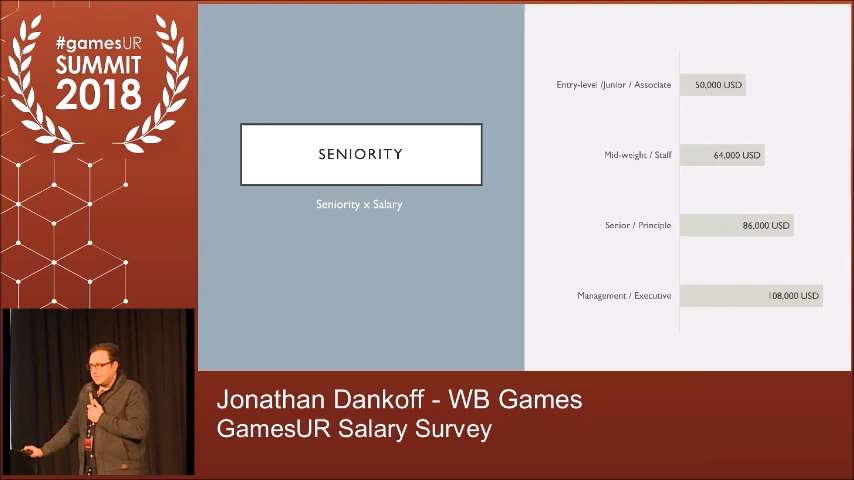 #gamesUR
SUMMIT
2018
SENIORITY
Seniority x Salary
Entry-level /Junior / Associate
50,000 USD
Mid-weight / Staff
64,000 USD
Senior / Principle
86,000 USD
Management / Executive
108,000 USD
Jonathan Dankoff - WB Games
GamesUR Salary Survey